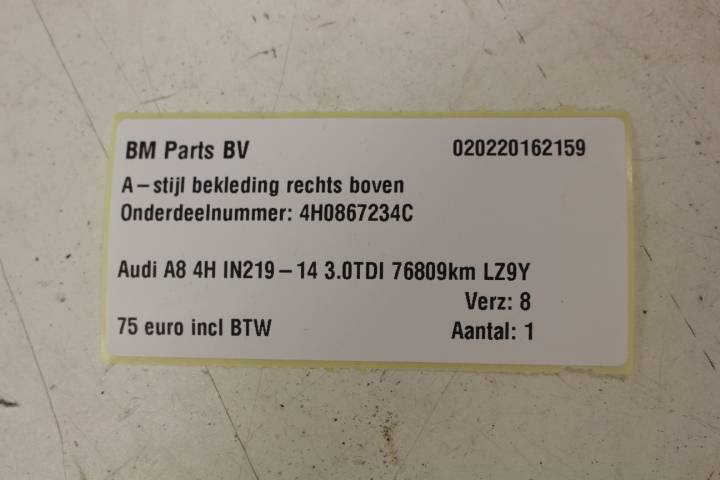 BM Parts BV 020220162159
A-stijl bekleding rechts boven
Onderdeelnummer: 4H0867234C
Audi A8 4H IN219-14 3.0TDI 76809km LZ9Y
Verz: 8
75 euro incl BTW Aantal: 1